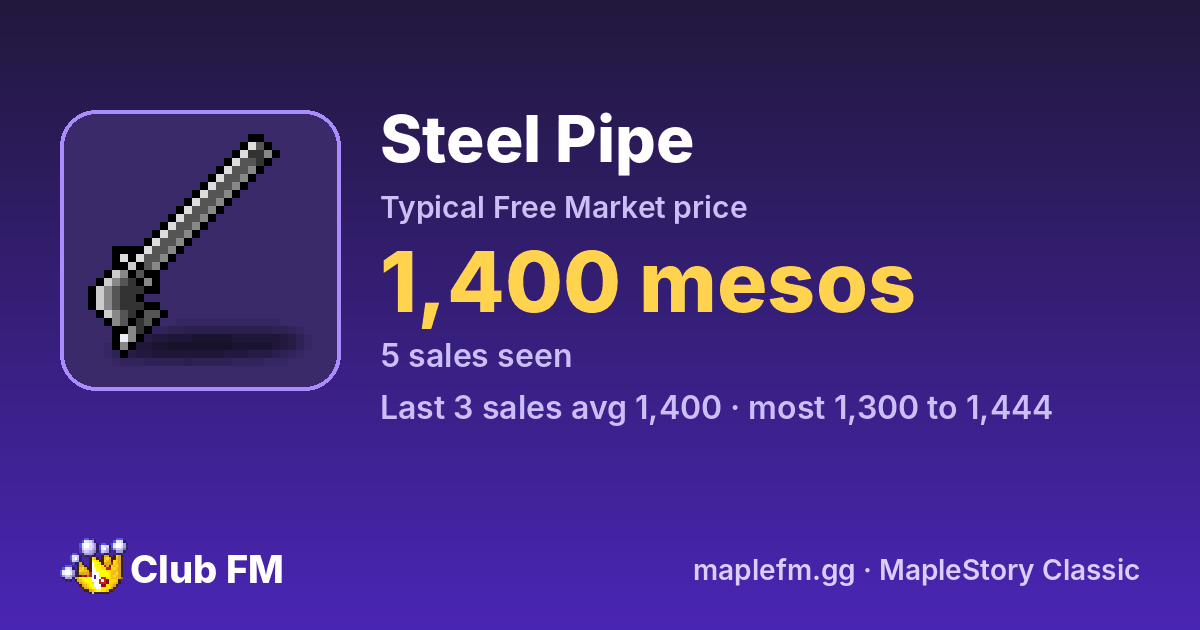 Steel Pipe
Typical Free Market price
1,400 mesos
5 sales seen
Last 3 sales avg 1,400 · most 1,300 to 1,444
Club FM
maplefm.gg · MapleStory Classic